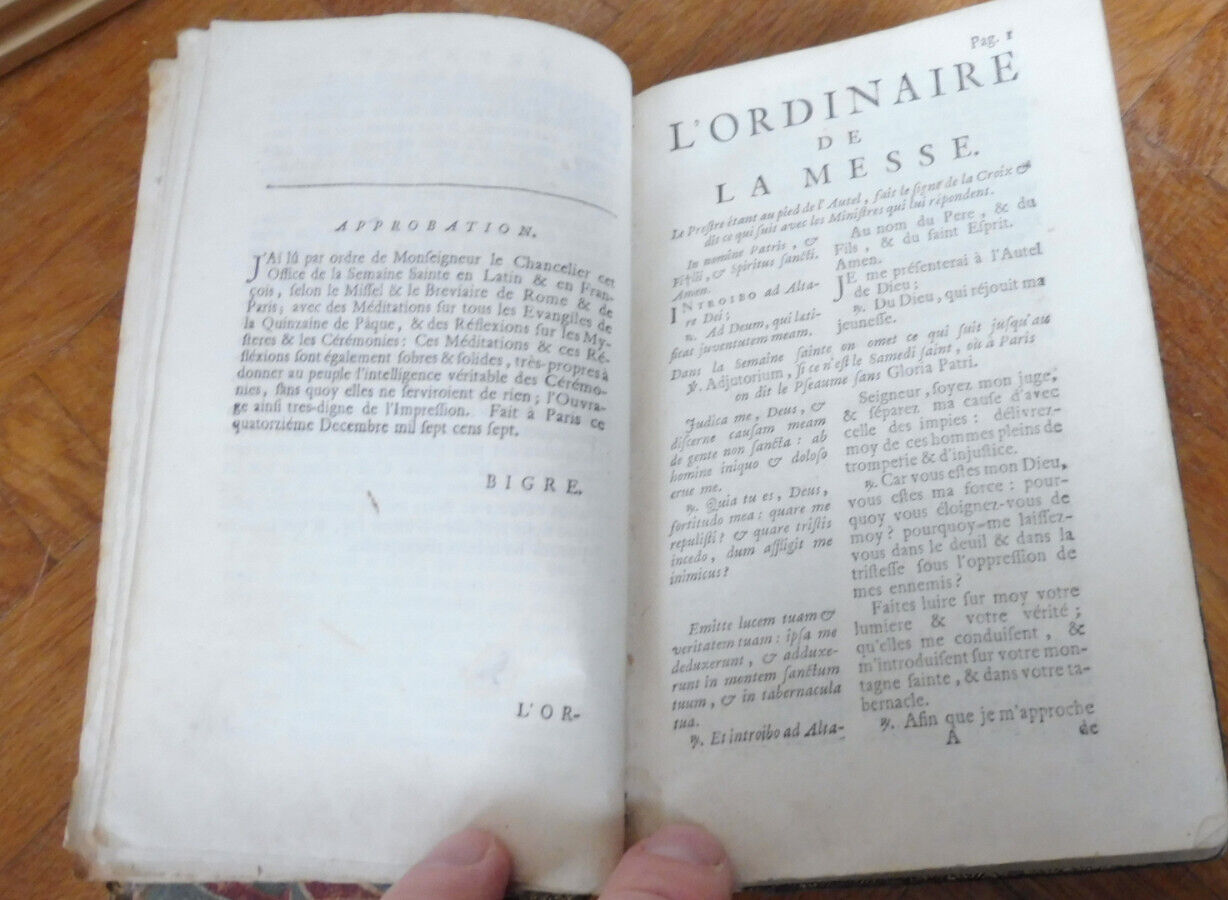 APPROBATION.
J'Ai lû par ordre de Monseigneur le Chancelier cet
Office de la Semaine Sainte en Latin & en Fran-
çois, selon le Missel & le Breviaire de Rome & de
Paris; avec des Méditations sur tous les Evangiles de
la Quinzaine de Pâque, & des Réflexions sur les My-
steres & les Cérémonies: Ces Méditations & ces Ré-
fléxions sont également sobres & solides, très-propres à
donner au peuple l'intelligence véritable des Cérémo-
nies, sans quoy elles ne serviroient de rien; l'Ouvra-
ge ainsi tres-digne de l'Impression. Fait à Paris ce
quatorziéme Decembre mil sept cens sept.
BIGRE.
L'OR-
Pag. 1
L'ORDINAIRE
DE
LA MESSE.
Le Prestre étant au pied de l'Autel, fait le signe de la Croix &
dit ce qui suit avec les Ministres qui lui répondent.
In nomine Patris, &
Filii, & Spiritus sancti.
Amen.
INTROIBO ad Alta-
re Dei;
℟. Ad Deum, qui læti-
ficat juventutem meam.
Au nom du Pere, & du
Fils, & du saint Esprit.
Amen.
JE me présenterai à l'Autel
de Dieu;
℟. Du Dieu, qui réjouit ma
jeunesse.
Dans la Semaine sainte on omet ce qui suit jusqu'au
℣. Adjutorium, si ce n'est le Samedi saint, où à Paris
on dit le Pseaume sans Gloria Patri.
Judica me, Deus, &
discerne causam meam
de gente non sancta: ab
homine iniquo & doloso
erue me.
℟. Quia tu es, Deus,
fortitudo mea: quare me
repulisti? & quare tristis
incedo, dum affligit me
inimicus?
Emitte lucem tuam &
veritatem tuam: ipsa me
deduxerunt, & adduxe-
runt in montem sanctum
tuum, & in tabernacula
tua.
℟. Et introibo ad Alta-
Seigneur, soyez mon juge,
& séparez ma cause d'avec
celle des impies: délivrez-
moy de ces hommes pleins de
tromperie & d'injustice.
℟. Car vous estes mon Dieu,
vous estes ma force: pour-
quoy vous éloignez-vous de
moy? pourquoy-me laissez-
vous dans le deuil & dans la
tristesse sous l'oppression de
mes ennemis?
Faites luire sur moy votre
lumiere & votre vérité;
qu'elles me conduisent, &
m'introduisent sur votre mon-
tagne sainte, & dans votre ta-
bernacle.
℟. Afin que je m'approche
A
de